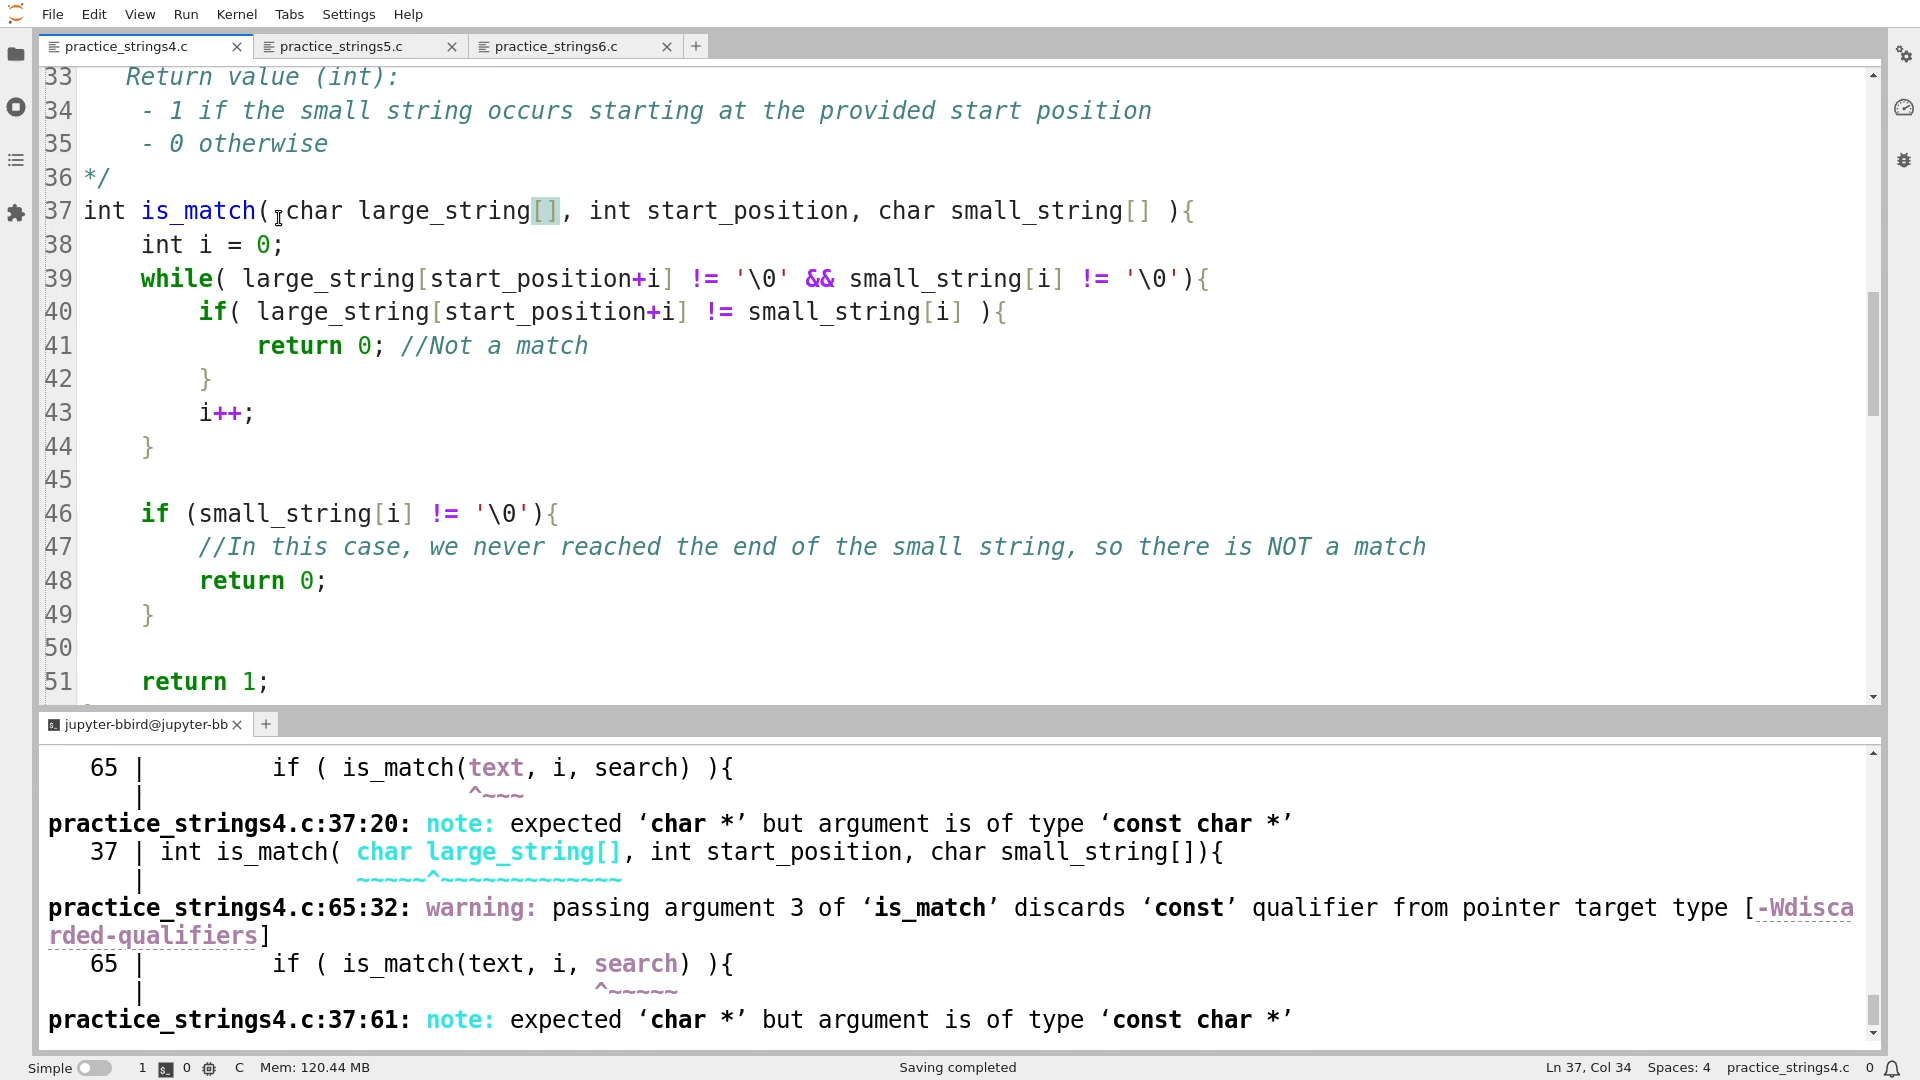 File Edit View Run Kernel Tabs Settings Help
practice_strings4.c practice_strings5.c practice_strings6.c
33    Return value (int):
34     - 1 if the small string occurs starting at the provided start position
35     - 0 otherwise
36 */
37 int is_match( char large_string[], int start_position, char small_string[] ){
38     int i = 0;
39     while( large_string[start_position+i] != '\0' && small_string[i] != '\0'){
40         if( large_string[start_position+i] != small_string[i] ){
41             return 0; //Not a match
42         }
43         i++;
44     }
45
46     if (small_string[i] != '\0'){
47         //In this case, we never reached the end of the small string, so there is NOT a match
48         return 0;
49     }
50
51     return 1;
jupyter-bbird@jupyter-bb
65 |         if ( is_match(text, i, search) ){
|                       ^~~~
practice_strings4.c:37:20: note: expected ‘char *’ but argument is of type ‘const char *’
37 | int is_match( char large_string[], int start_position, char small_string[]){
|               ~~~~~^~~~~~~~~~~~~~
practice_strings4.c:65:32: warning: passing argument 3 of ‘is_match’ discards ‘const’ qualifier from pointer target type [-Wdisca
rded-qualifiers]
65 |         if ( is_match(text, i, search) ){
|                                ^~~~~~
practice_strings4.c:37:61: note: expected ‘char *’ but argument is of type ‘const char *’
Simple 1 0 C Mem: 120.44 MB Saving completed Ln 37, Col 34 Spaces: 4 practice_strings4.c 0